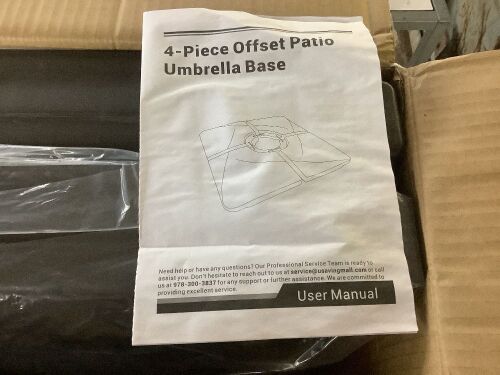 4-Piece Offset Patio
Umbrella Base
Need help or have any questions? Our Professional Service Team is ready to
assist you. Don't hesitate to reach out to us at service@usavingmall.com or call
us at 978-300-3837 for any support or further assistance. We are committed to
providing excellent service.
User Manual